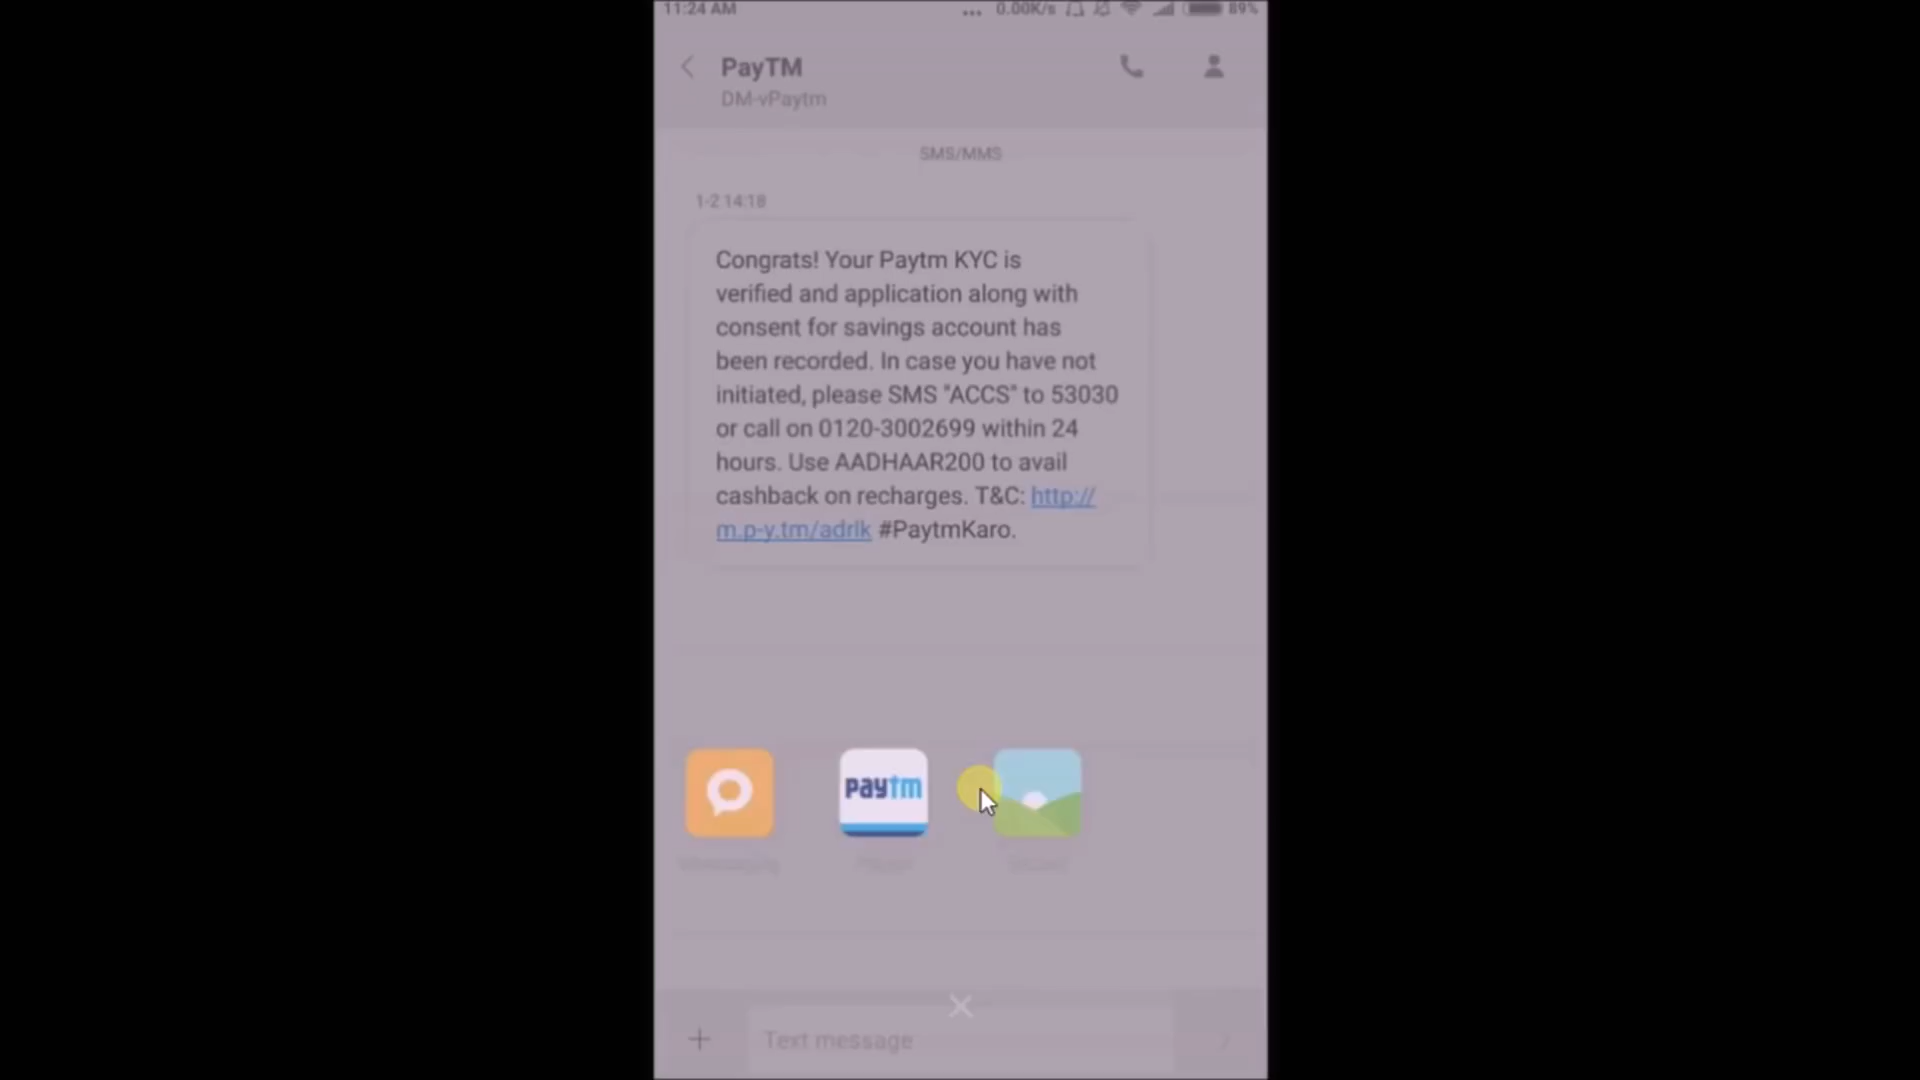 11:24 AM ... 0.00K/s 89%
PayTM
DM-vPaytm
SMS/MMS
1-2 14:18
Congrats! Your Paytm KYC is
verified and application along with
consent for savings account has
been recorded. In case you have not
initiated, please SMS "ACCS" to 53030
or call on 0120-3002699 within 24
hours. Use AADHAAR200 to avail
cashback on recharges. T&C: http://
m.p-y.tm/adrlk #PaytmKaro.
paytm
Text message